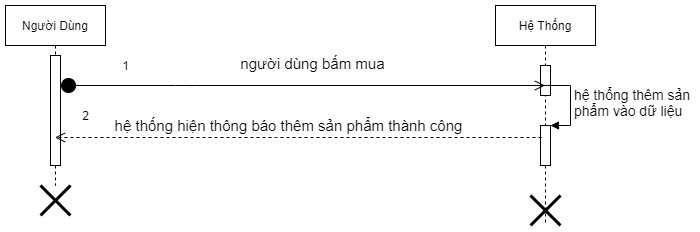 Người Dùng
Hệ Thống
1
người dùng bấm mua
hệ thổng thêm sản
phẩm vào dữ liệu
2
hệ thống hiện thông báo thêm sản phẩm thành công